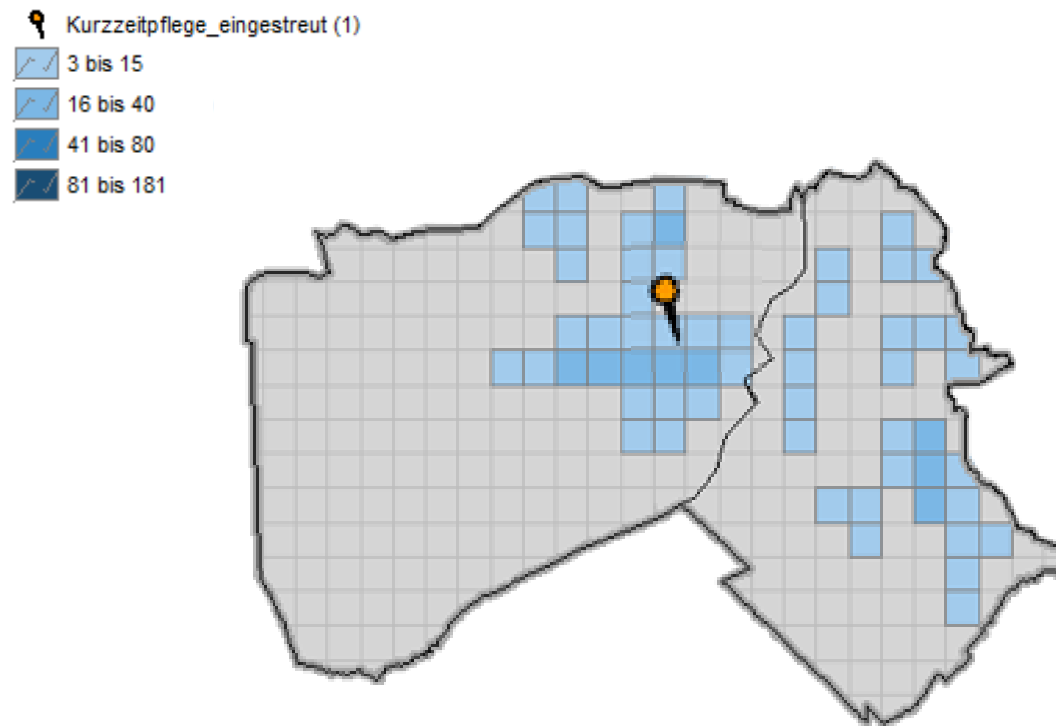 Kurzzeitpflege_eingestreut (1)
3 bis 15
16 bis 40
41 bis 80
81 bis 181